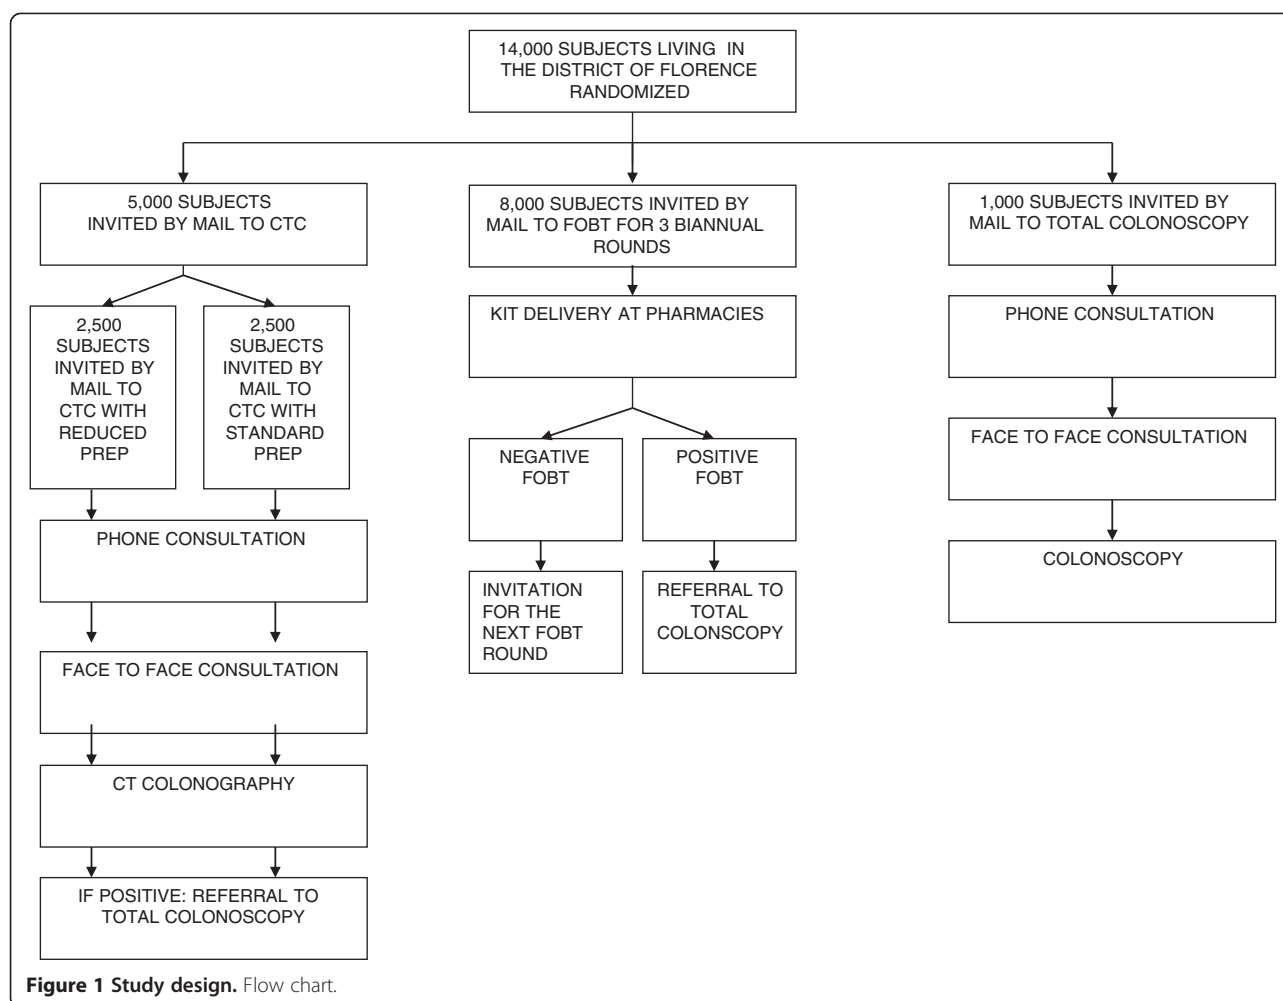 14,000 SUBJECTS LIVING IN
THE DISTRICT OF FLORENCE
RANDOMIZED
5,000 SUBJECTS
INVITED BY MAIL TO CTC
8,000 SUBJECTS INVITED BY
MAIL TO FOBT FOR 3 BIANNUAL
ROUNDS
1,000 SUBJECTS INVITED BY
MAIL TO TOTAL COLONOSCOPY
2,500
SUBJECTS
INVITED BY
MAIL TO
CTC WITH
REDUCED
PREP
2,500
SUBJECTS
INVITED BY
MAIL TO
CTC WITH
STANDARD
PREP
KIT DELIVERY AT PHARMACIES
PHONE CONSULTATION
NEGATIVE
FOBT
POSITIVE
FOBT
FACE TO FACE CONSULTATION
PHONE CONSULTATION
INVITATION
FOR THE
NEXT FOBT
ROUND
REFERRAL TO
TOTAL
COLONSCOPY
COLONOSCOPY
FACE TO FACE CONSULTATION
CT COLONOGRAPHY
IF POSITIVE: REFERRAL TO
TOTAL COLONOSCOPY
Figure 1 Study design. Flow chart.